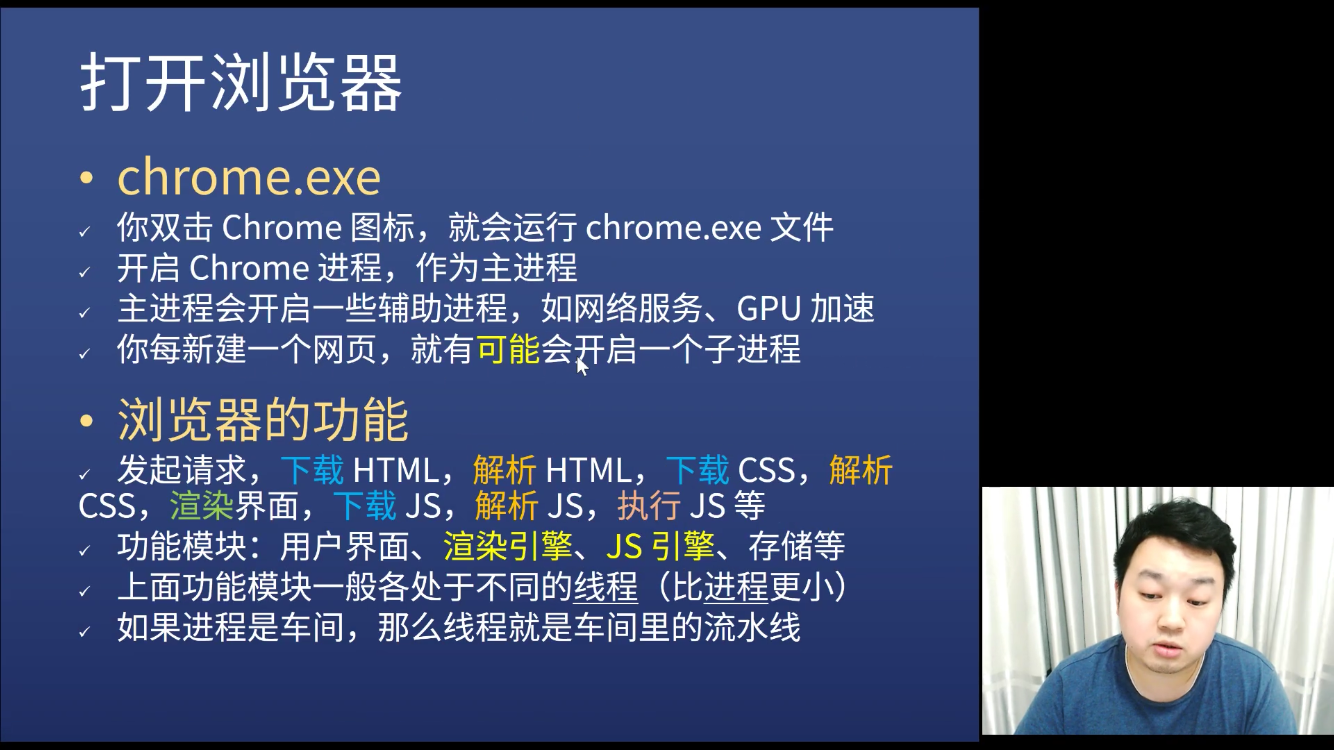 打开浏览器
• chrome.exe
✓ 你双击 Chrome 图标，就会运行 chrome.exe 文件
✓ 开启 Chrome 进程，作为主进程
✓ 主进程会开启一些辅助进程，如网络服务、GPU 加速
✓ 你每新建一个网页，就有可能会开启一个子进程
• 浏览器的功能
✓ 发起请求，下载 HTML，解析 HTML，下载 CSS，解析
CSS，渲染界面，下载 JS，解析 JS，执行 JS 等
✓ 功能模块：用户界面、渲染引擎、JS 引擎、存储等
✓ 上面功能模块一般各处于不同的线程（比进程更小）
✓ 如果进程是车间，那么线程就是车间里的流水线